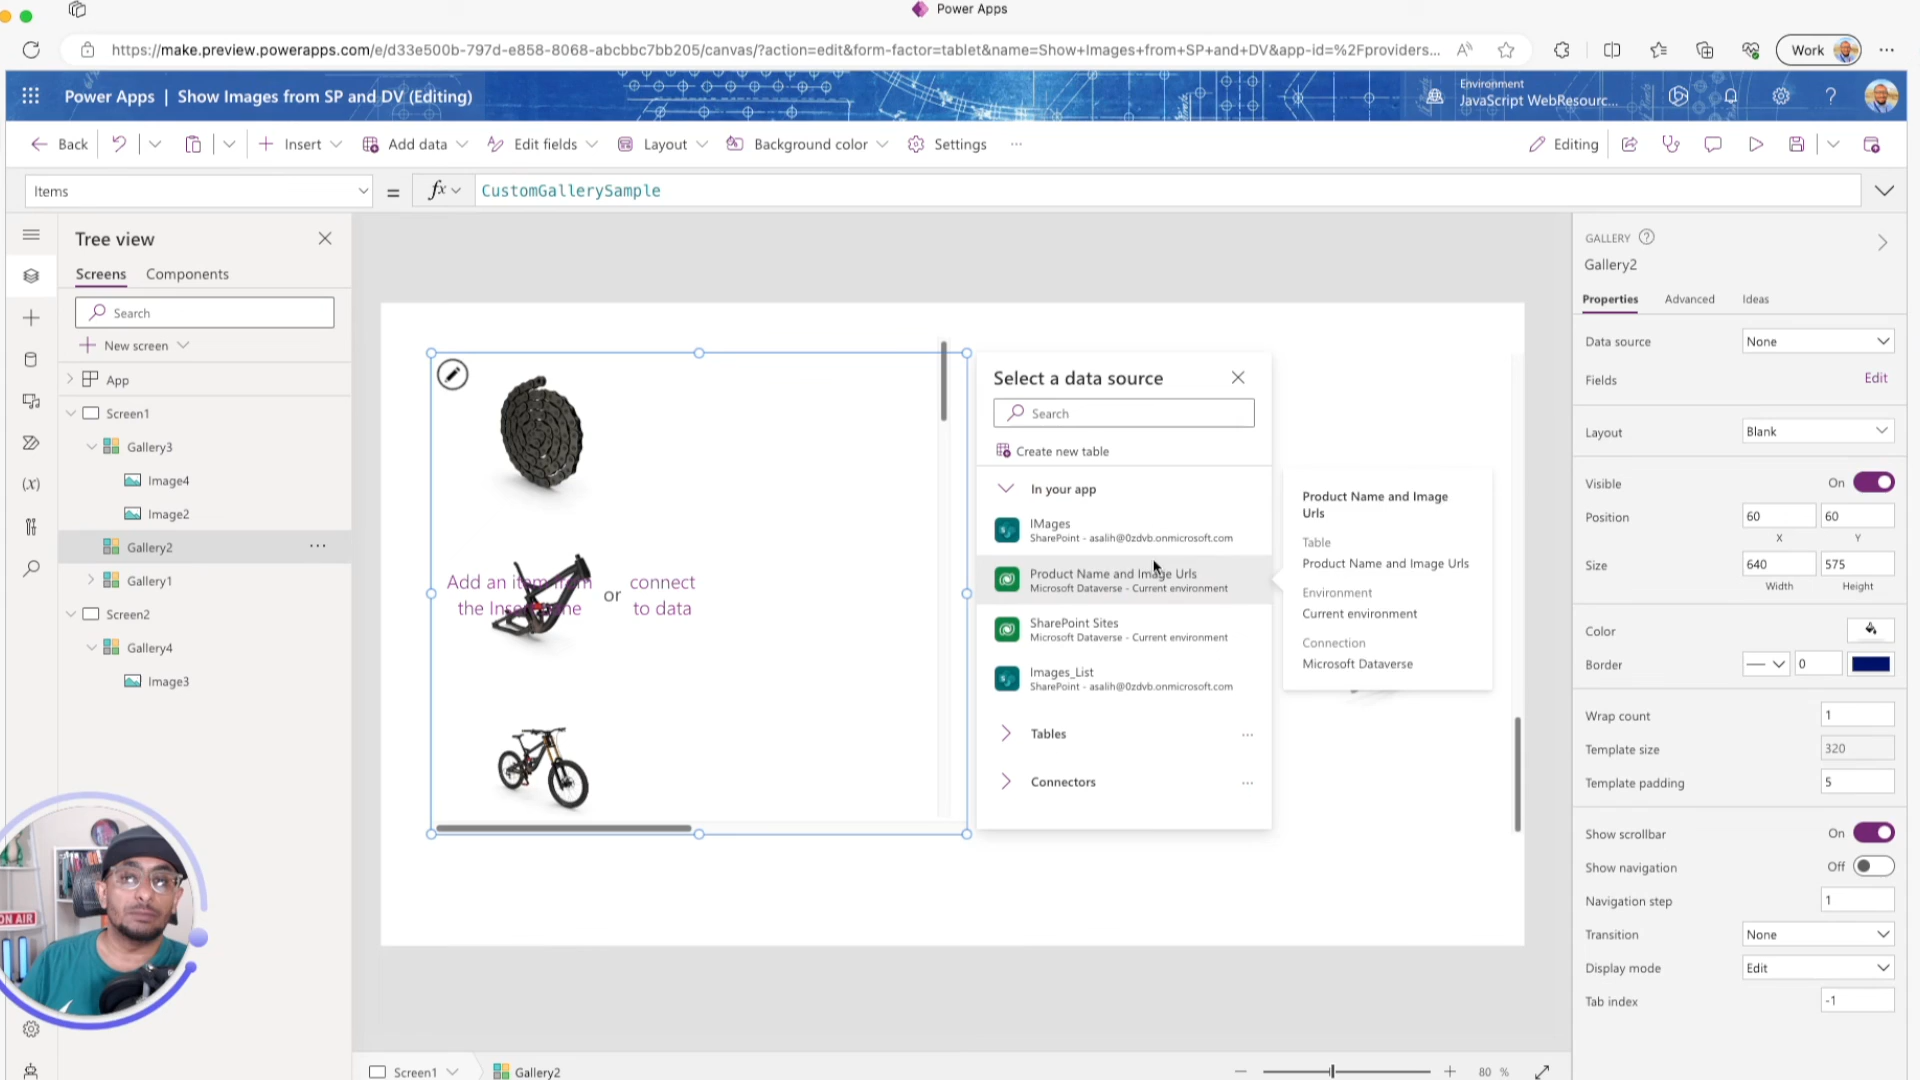 Power Apps
https://make.preview.powerapps.com/e/d33e500b-797d-e858-8068-abcbbc7bb205/canvas/?action=edit&form-factor=tablet&name=Show+Images+from+SP+and+DV&app-id=%2Fproviders...
Work
Power Apps | Show Images from SP and DV (Editing)
Environment
JavaScript WebResourc...
Back
Insert
Add data
Edit fields
Layout
Background color
Settings
Editing
Items
=
fx
CustomGallerySample
Tree view
Screens
Components
Search
New screen
App
Screen1
Gallery3
Image4
Image2
Gallery2
Gallery1
Screen2
Gallery4
Image3
or
connect
to data
Select a data source
Search
Create new table
In your app
IMages
SharePoint - asalih@0zdvb.onmicrosoft.com
Product Name and Image Urls
Microsoft Dataverse - Current environment
SharePoint Sites
Microsoft Dataverse - Current environment
Images_List
SharePoint - asalih@0zdvb.onmicrosoft.com
Tables
Connectors
Product Name and Image
Urls
Table
Product Name and Image Urls
Environment
Current environment
Connection
Microsoft Dataverse
GALLERY
Gallery2
Properties
Advanced
Ideas
Data source
None
Fields
Edit
Layout
Blank
Visible
On
Position
60
60
X
Y
Size
640
575
Width
Height
Color
Border
0
Wrap count
1
Template size
320
Template padding
5
Show scrollbar
On
Show navigation
Off
Navigation step
1
Transition
None
Display mode
Edit
Tab index
-1
ON AIR
Screen1
Gallery2
80 %